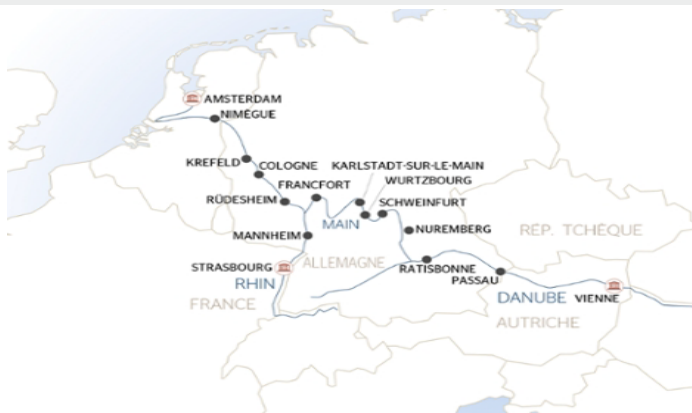 AMSTERDAM
NIMÉGUE
KREFELD
COLOGNE
KARLSTADT-SUR-LE-MAIN
WURTZBOURG
FRANCFORT
RÜDESHEIM
SCHWEINFURT
MAIN
MANNHEIM
NUREMBERG
RÉP. TCHÈQUE
STRASBOURG
ALLEMAGNE
RATISBONNE
PASSAU
RHIN
FRANCE
DANUBE
VIENNE
AUTRICHE